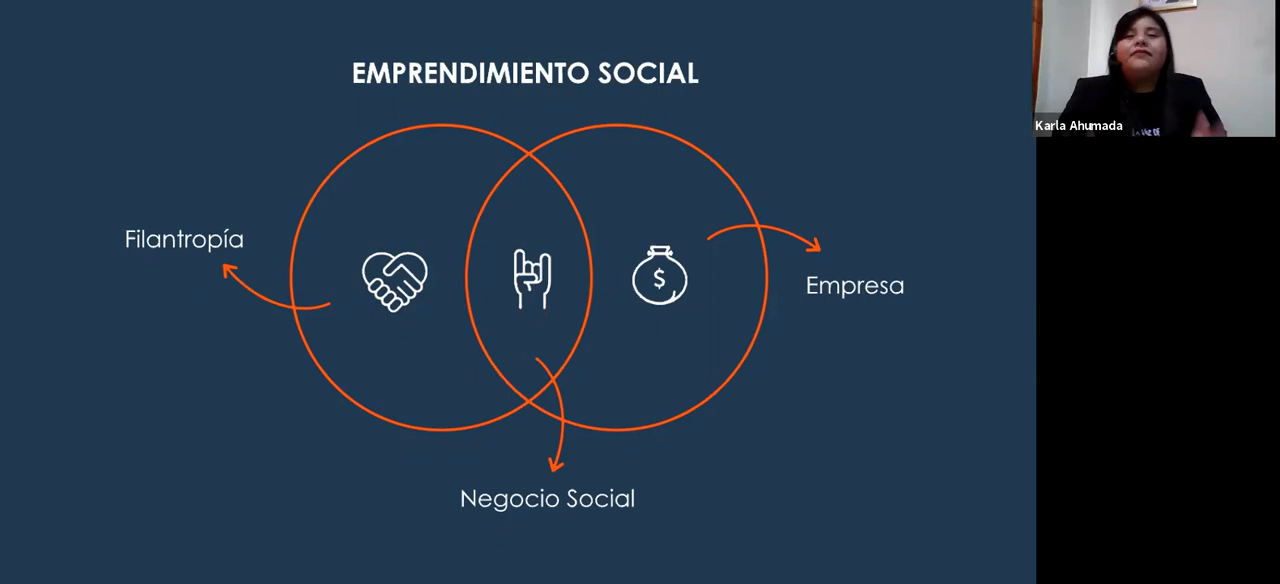 EMPRENDIMIENTO SOCIAL
Karla Ahumada
Filantropía
$
Empresa
Negocio Social